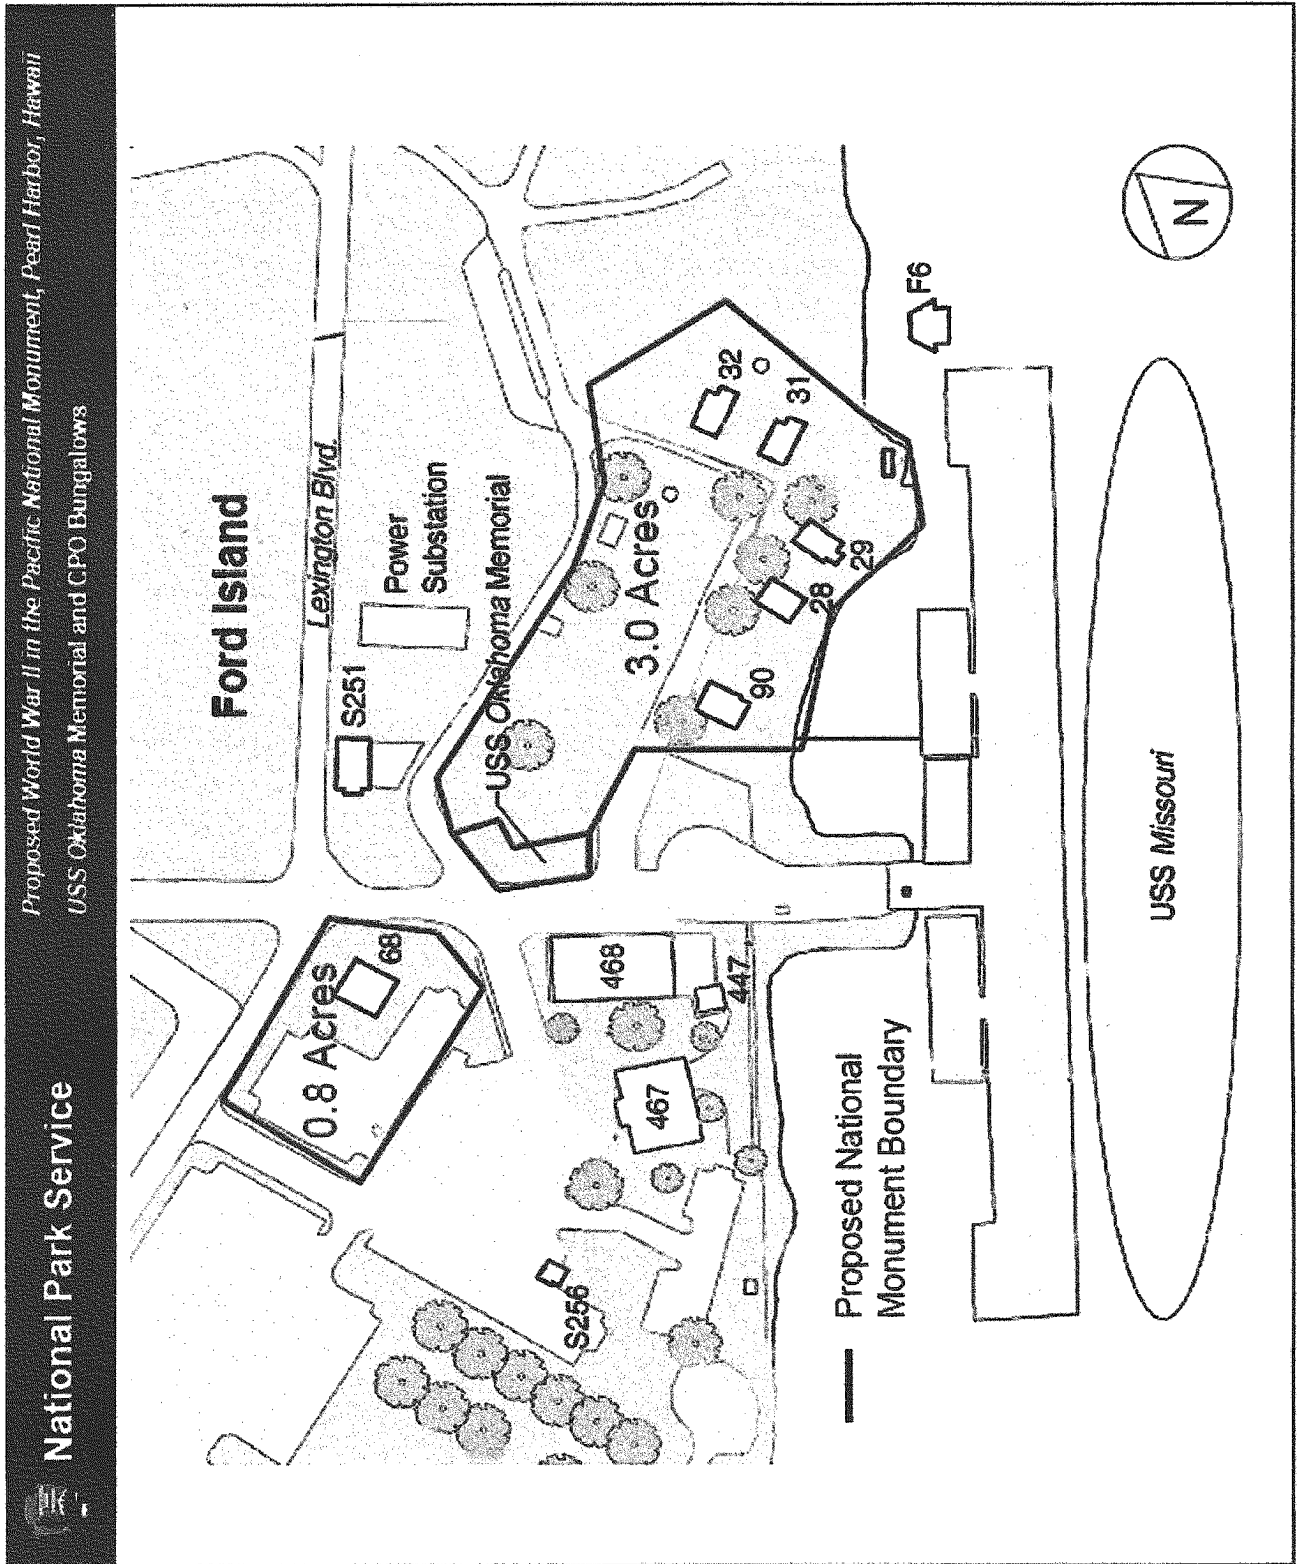 National Park Service
Proposed World War II in the Pacific National Monument, Pearl Harbor, Hawaii
USS Oklahoma Memorial and CPO Bungalows
Ford Island
Lexington Blvd.
S251
Power
Substation
USS Oklahoma Memorial
0.8 Acres
68
3.0 Acres
32
31
29
28
90
F6
468
447
467
S256
Proposed National
Monument Boundary
USS Missouri
N